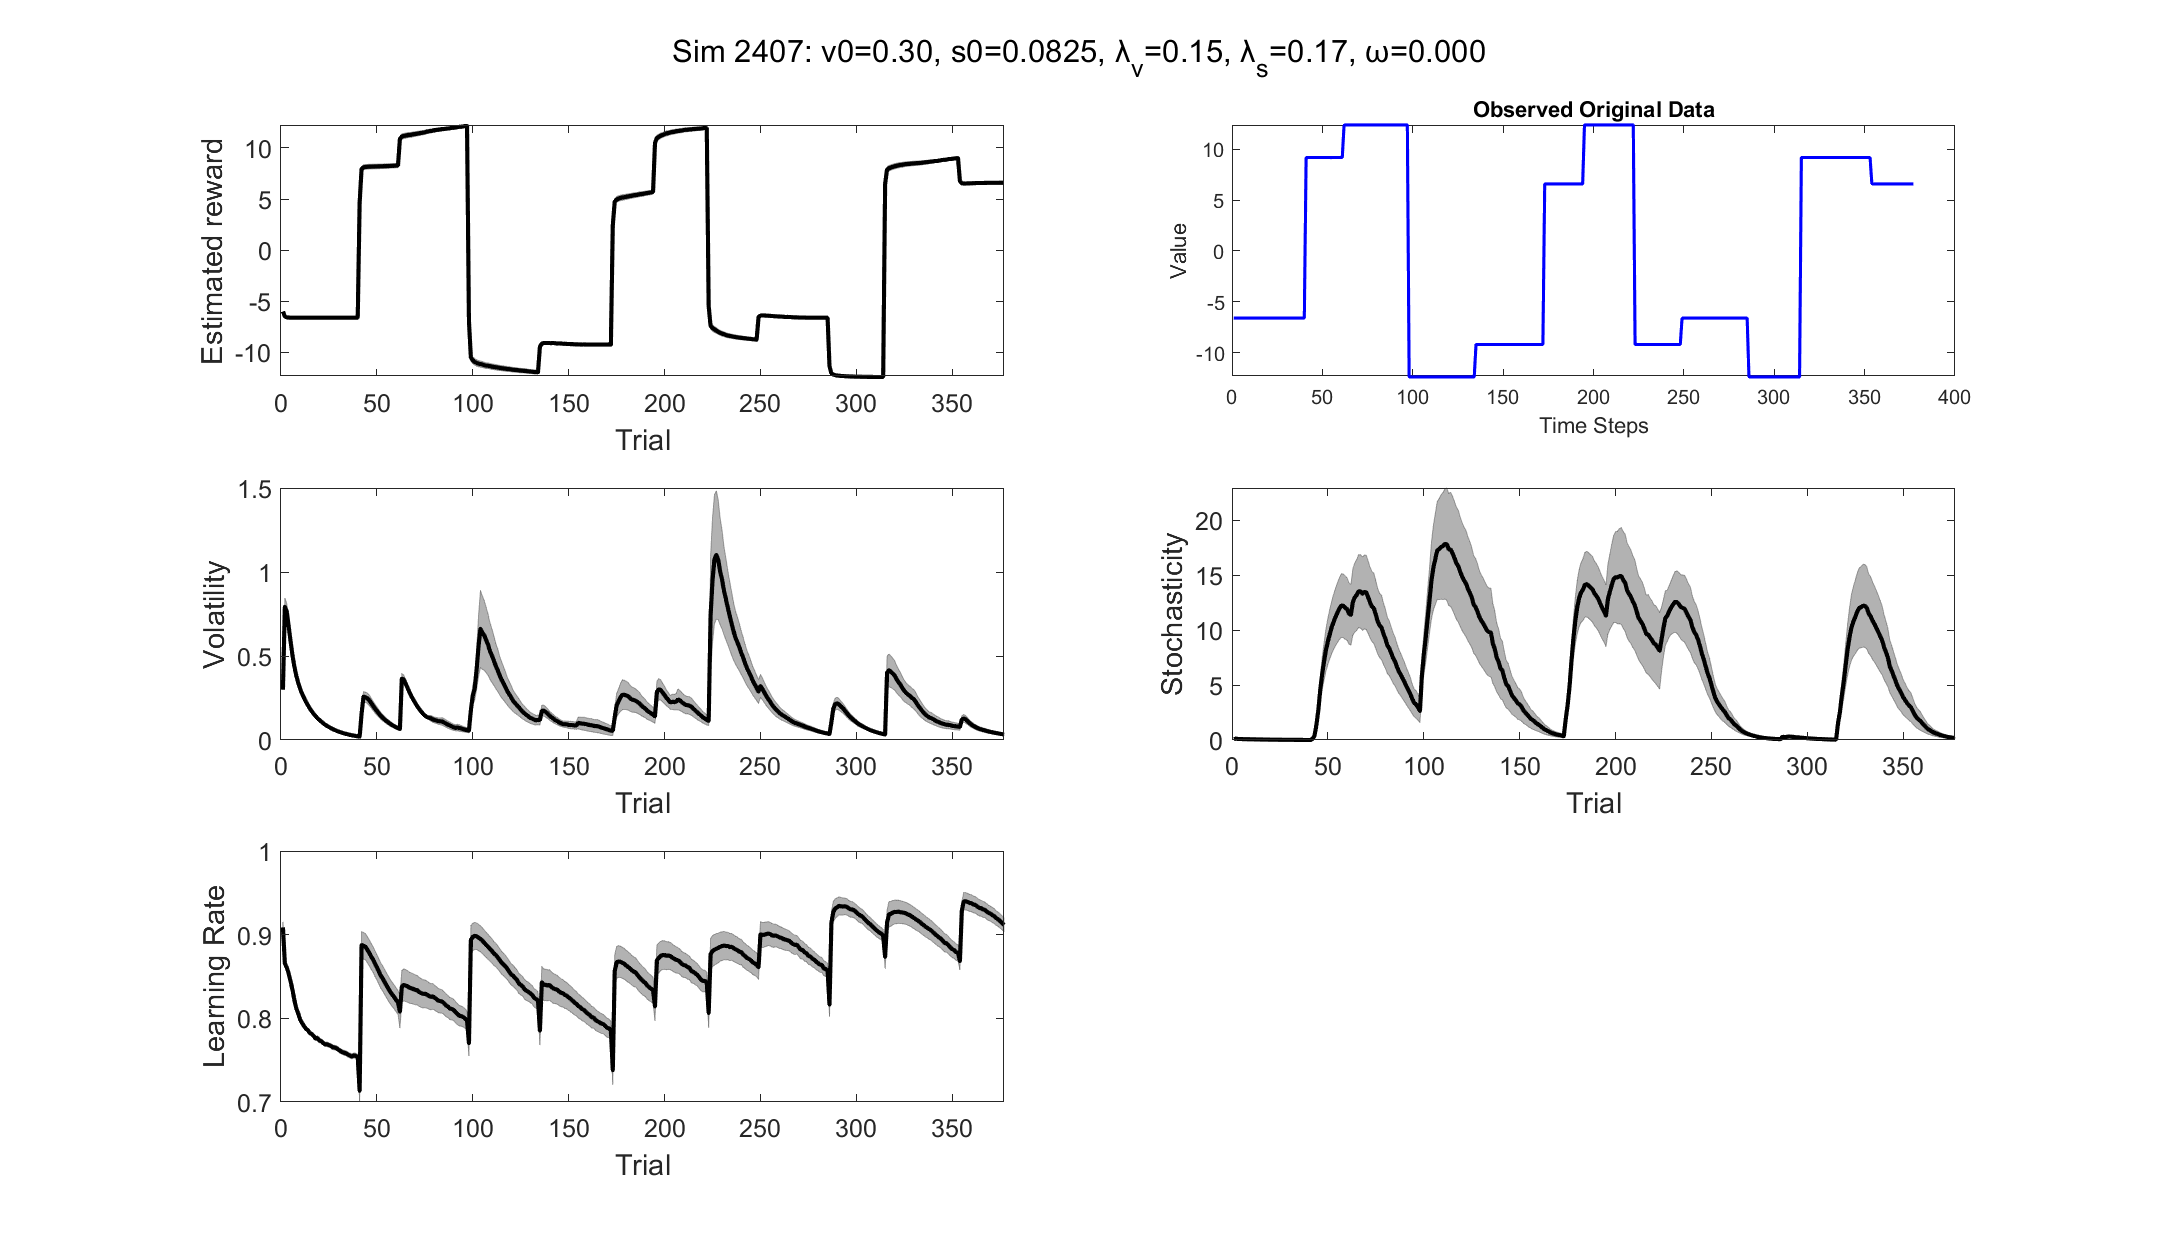 Sim 2407: v0=0.30, s0=0.0825, λv=0.15, λs=0.17, ω=0.000
Estimated reward
10
5
0
-5
-10
0 50 100 150 200 250 300 350
Trial
Observed Original Data
Value
10
5
0
-5
-10
0 50 100 150 200 250 300 350 400
Time Steps
Volatility
1.5
1
0.5
0
0 50 100 150 200 250 300 350
Trial
Stochasticity
20
15
10
5
0
0 50 100 150 200 250 300 350
Trial
Learning Rate
1
0.9
0.8
0.7
0 50 100 150 200 250 300 350
Trial